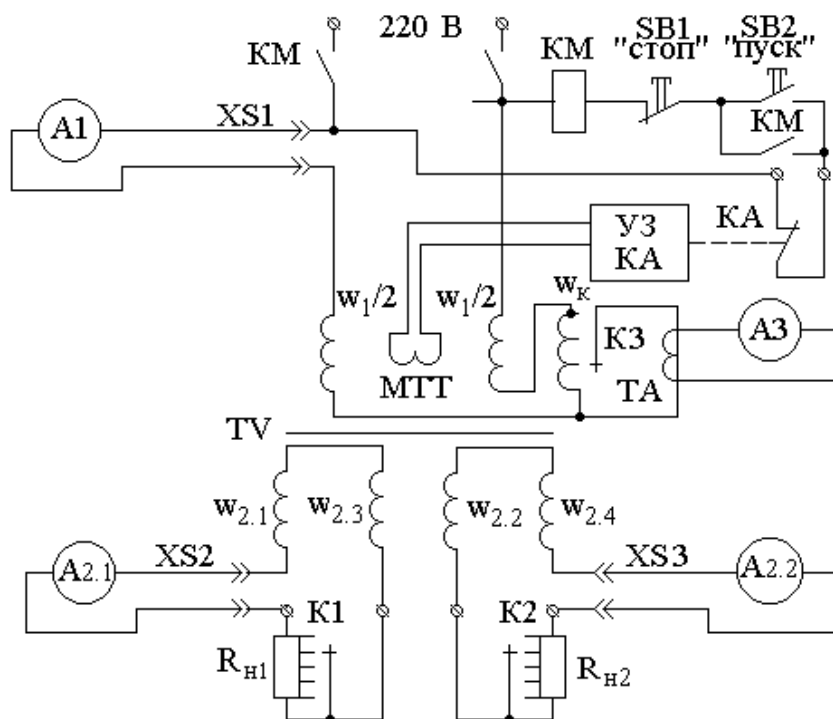 220 В
SB1
"стоп"
SB2
"пуск"
КМ
КМ
КМ
А1
XS1
УЗ
КА
КА
w1/2
w1/2
wк
КЗ
А3
МТТ
ТА
TV
w2.1
w2.3
w2.2
w2.4
А2.1
XS2
XS3
А2.2
К1
К2
Rн1
Rн2